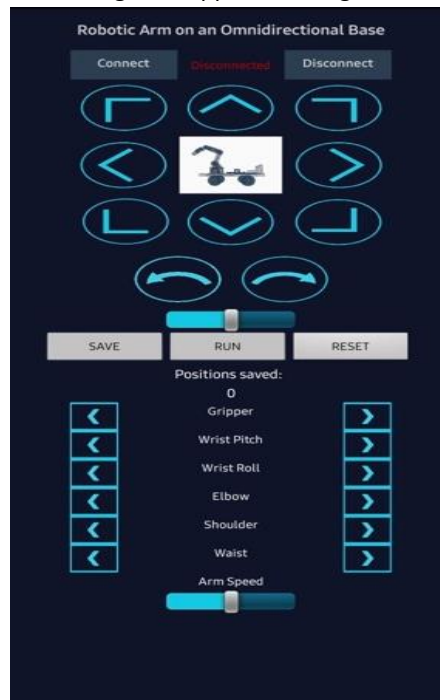 Robotic Arm on an Omnidirectional Base
Connect Disconnected Disconnect
SAVE RUN RESET
Positions saved:
0
Gripper
Wrist Pitch
Wrist Roll
Elbow
Shoulder
Waist
Arm Speed